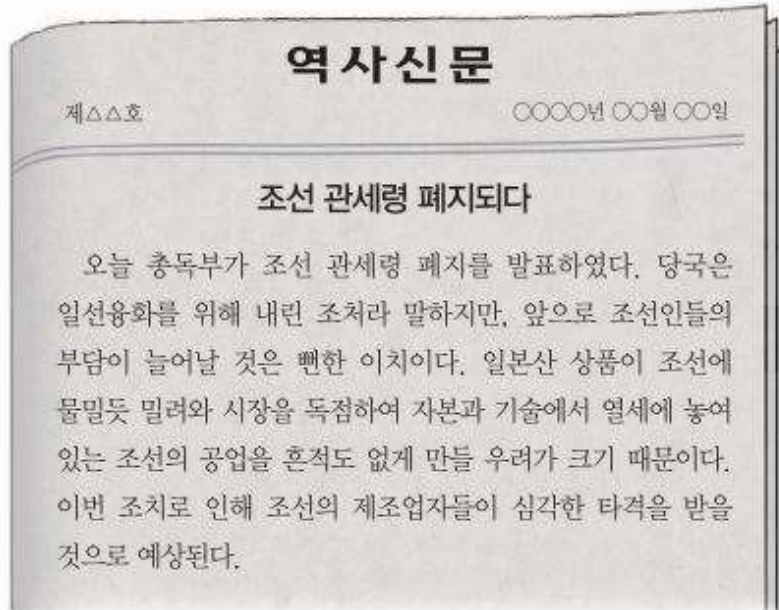 역사신문
제△△호 ○○○○년 ○○월 ○○일
조선 관세령 폐지되다
오늘 총독부가 조선 관세령 폐지를 발표하였다. 당국은
일선융화를 위해 내린 조처라 말하지만, 앞으로 조선인들의
부담이 늘어날 것은 뻔한 이치이다. 일본산 상품이 조선에
물밀듯 밀려와 시장을 독점하여 자본과 기술에서 열세에 놓여
있는 조선의 공업을 흔적도 없게 만들 우려가 크기 때문이다.
이번 조치로 인해 조선의 제조업자들이 심각한 타격을 받을
것으로 예상된다.